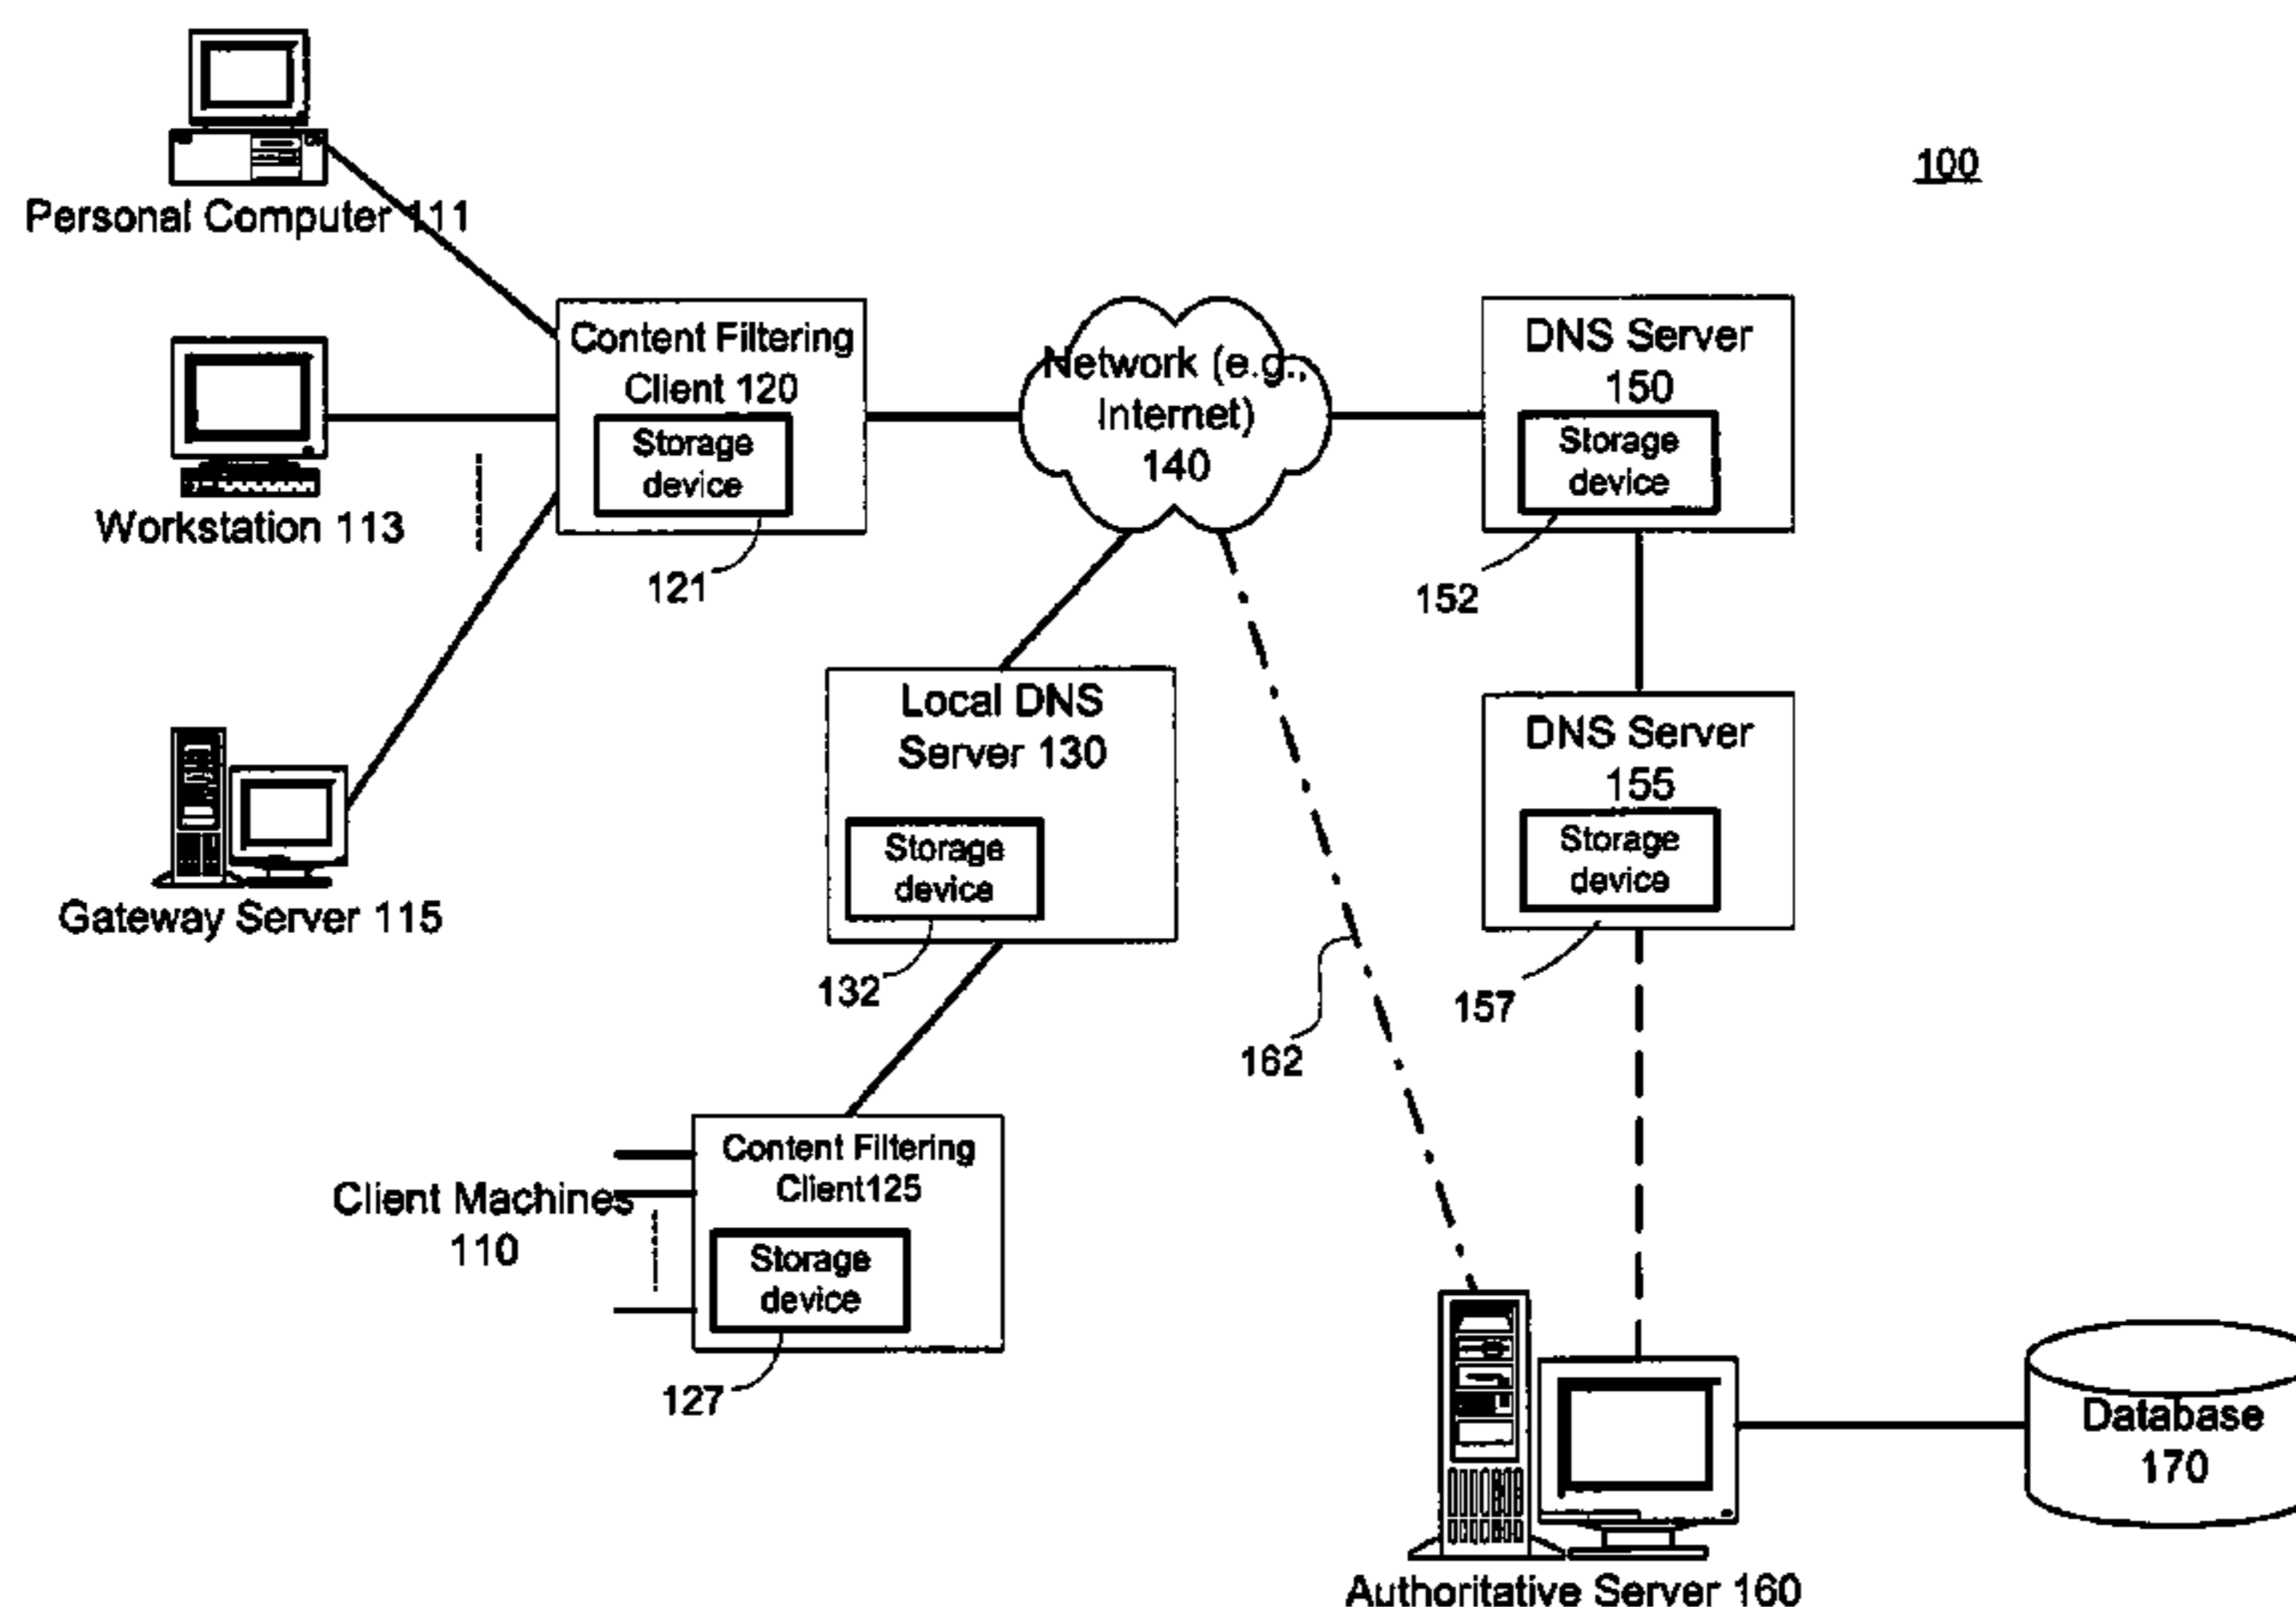 100
Personal Computer 111
Workstation 113
Gateway Server 115
Content Filtering
Client 120
Storage
device
121
Network (e.g.,
Internet)
140
DNS Server
150
Storage
device
152
Local DNS
Server 130
Storage
device
132
DNS Server
155
Storage
device
157
162
Client Machines
110
Content Filtering
Client125
Storage
device
127
Database
170
Authoritative Server 160